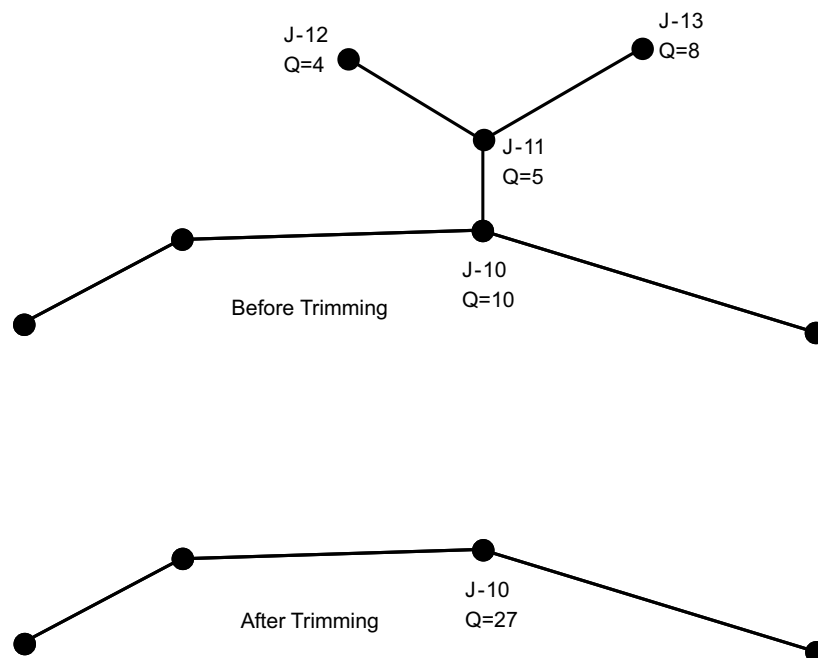 J-12
Q=4
J-13
Q=8
J-11
Q=5
J-10
Q=10
Before Trimming
J-10
Q=27
After Trimming